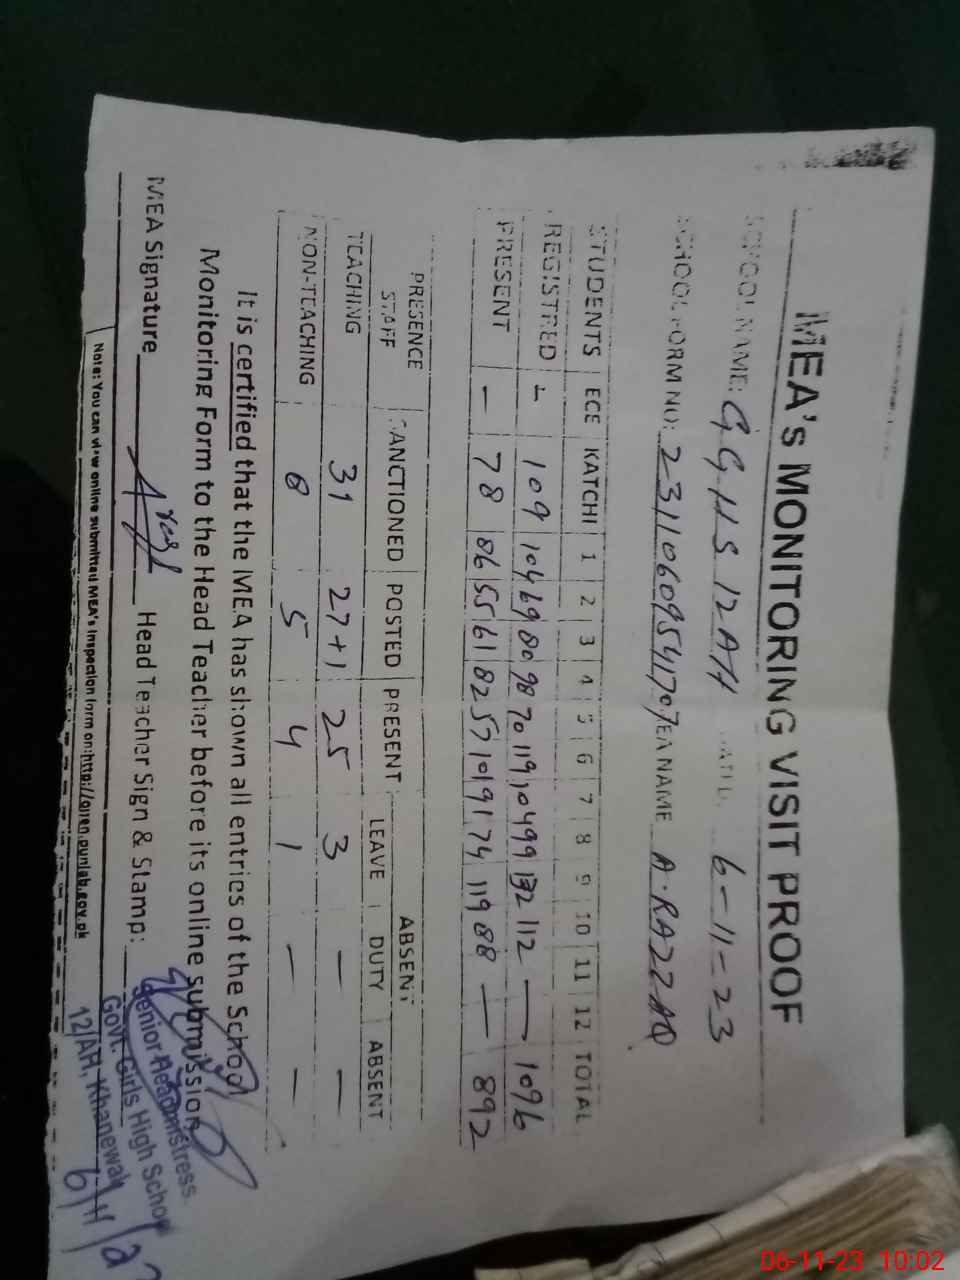 MEA's MONITORING VISIT PROOF
SCHOOL NAME: GGHS 12AH 6-11-23
SCHOOL FORM NO: NAME A.RAZZAQ
STUDENTS ECE KATCHI 1 2 3 4 5 6 7 8 9 10 11 12 TOTAL
REGISTRED - 109 104 69 80 98 70 119 104 99 132 112 — 1096
PRESENT - 78 86 55 61 82 57 101 91 74 119 88 — 892
PRESENCE ABSENT
STAFF SANCTIONED POSTED PRESENT LEAVE DUTY ABSENT
TEACHING 31 27+1 25 3 - -
NON-TEACHING 8 5 4 1 - -
It is certified that the MEA has shown all entries of the School
Monitoring Form to the Head Teacher before its online submission
MEA Signature Head Teacher Sign & Stamp:
Senior Headmistress
Govt. Girls High School
12/AH, Khanewal
Note: You can view online submitted MEA's inspection form on:http://open.punjab.gov.pk
06-11-23 10:02